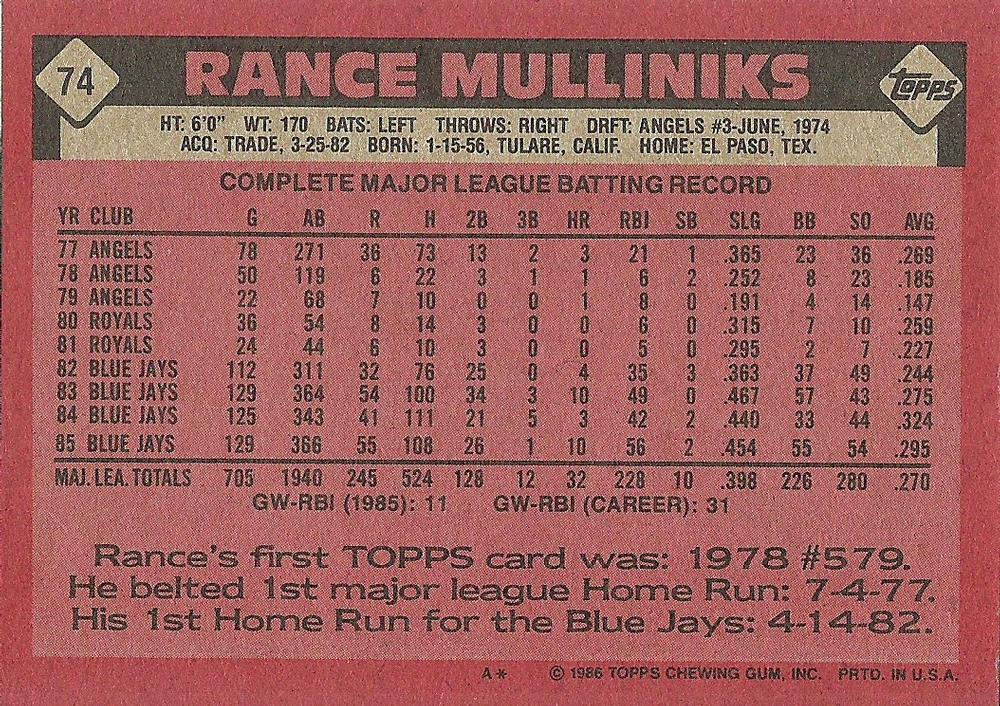 74 RANCE MULLINIKS TOPPS
HT: 6'0" WT: 170 BATS: LEFT THROWS: RIGHT DRFT: ANGELS #3-JUNE, 1974
ACQ: TRADE, 3-25-82 BORN: 1-15-56, TULARE, CALIF. HOME: EL PASO, TEX.
COMPLETE MAJOR LEAGUE BATTING RECORD
YR CLUB G AB R H 2B 3B HR RBI SB SLG BB SO AVG
77 ANGELS 78 271 36 73 13 2 3 21 1 .365 23 36 .269
78 ANGELS 50 119 6 22 3 1 1 6 2 .252 8 23 .185
79 ANGELS 22 68 7 10 0 0 1 8 0 .191 4 14 .147
80 ROYALS 36 54 8 14 3 0 0 6 0 .315 7 10 .259
81 ROYALS 24 44 6 10 3 0 0 5 0 .295 2 7 .227
82 BLUE JAYS 112 311 32 76 25 0 4 35 3 .363 37 49 .244
83 BLUE JAYS 129 364 54 100 34 3 10 49 0 .467 57 43 .275
84 BLUE JAYS 125 343 41 111 21 5 3 42 2 .440 33 44 .324
85 BLUE JAYS 129 366 55 108 26 1 10 56 2 .454 55 54 .295
MAJ. LEA. TOTALS 705 1940 245 524 128 12 32 228 10 .398 226 280 .270
GW-RBI (1985): 11 GW-RBI (CAREER): 31
Rance's first TOPPS card was: 1978 #579.
He belted 1st major league Home Run: 7-4-77.
His 1st Home Run for the Blue Jays: 4-14-82.
A* © 1986 TOPPS CHEWING GUM, INC. PRTD. IN U.S.A.